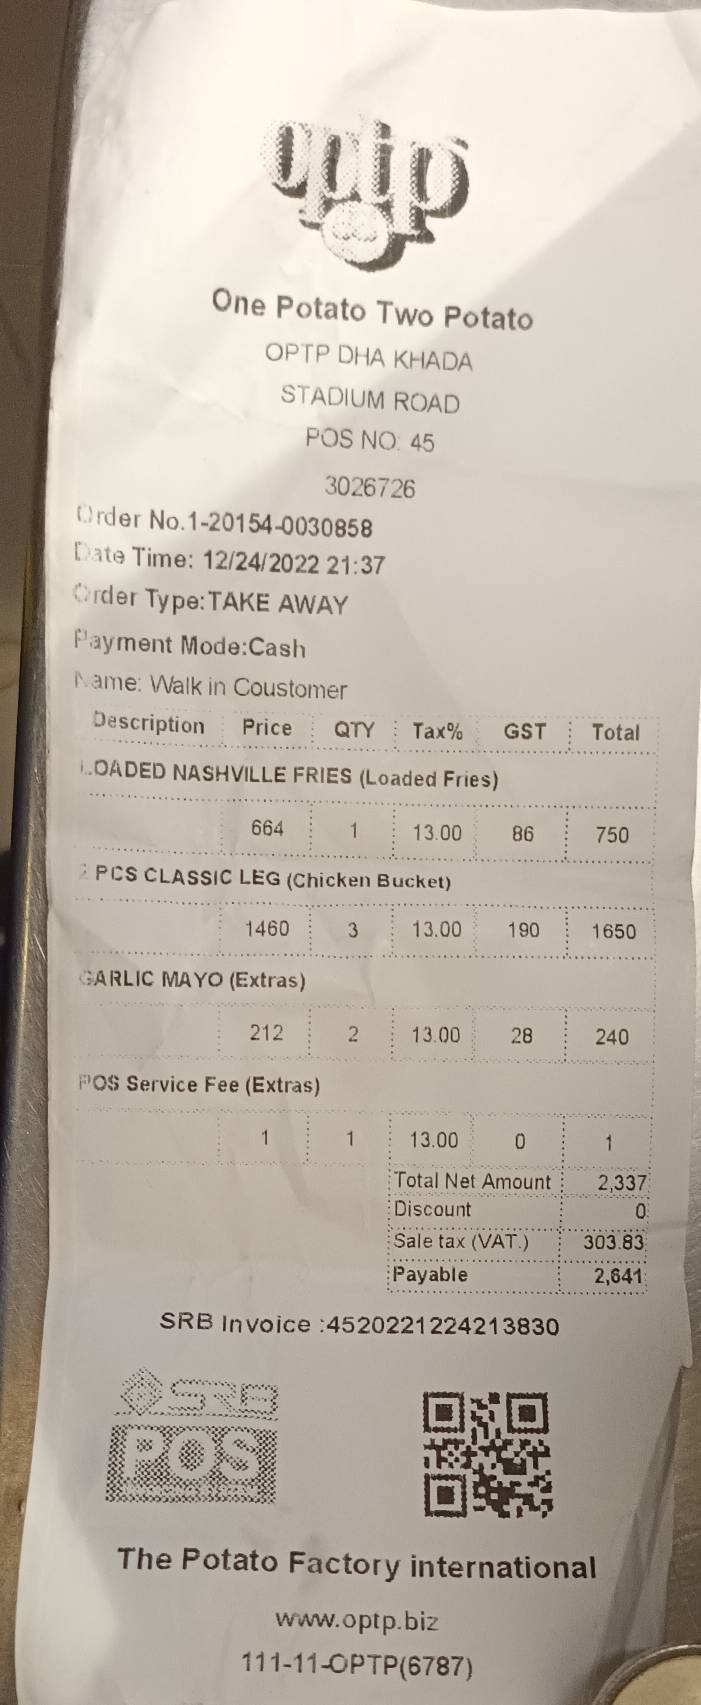 optp
One Potato Two Potato
OPTP DHA KHADA
STADIUM ROAD
POS NO: 45
3026726
Order No.1-20154-0030858
Date Time: 12/24/2022 21:37
Order Type:TAKE AWAY
Payment Mode:Cash
Name: Walk in Coustomer
Description Price QTY Tax% GST Total
LOADED NASHVILLE FRIES (Loaded Fries)
664 1 13.00 86 750
2 PCS CLASSIC LEG (Chicken Bucket)
1460 3 13.00 190 1650
GARLIC MAYO (Extras)
212 2 13.00 28 240
POS Service Fee (Extras)
1 1 13.00 0 1
Total Net Amount 2,337
Discount 0
Sale tax (VAT.) 303.83
Payable 2,641
SRB Invoice :4520221224213830
SRB
POS
The Potato Factory international
www.optp.biz
111-11-OPTP(6787)